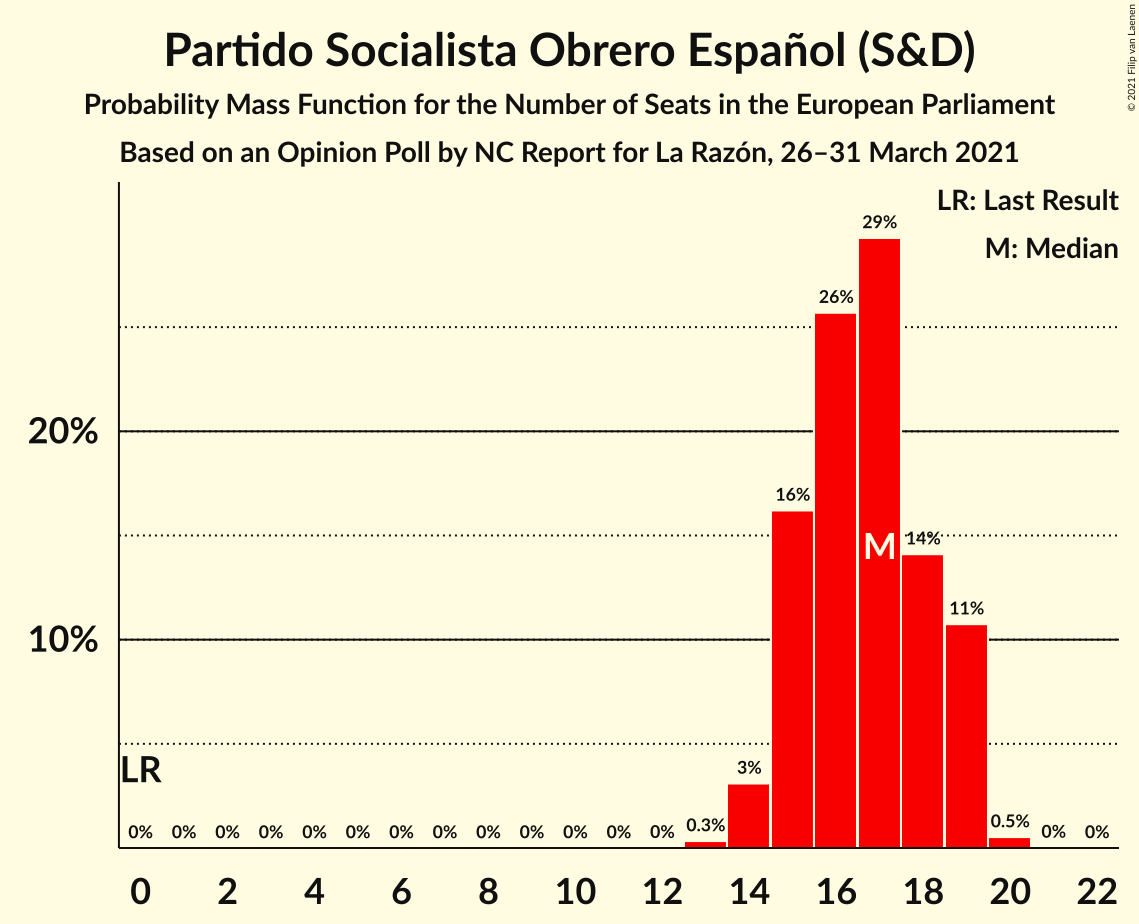 Partido Socialista Obrero Español (S&D)
Probability Mass Function for the Number of Seats in the European Parliament
Based on an Opinion Poll by NC Report for La Razón, 26–31 March 2021
© 2021 Filip van Laenen
LR: Last Result
M: Median
29%
26%
20%
16%
M
14%
11%
10%
LR
3%
0% 0% 0% 0% 0% 0% 0% 0% 0% 0% 0% 0% 0% 0.3% 0.5% 0% 0%
0 2 4 6 8 10 12 14 16 18 20 22